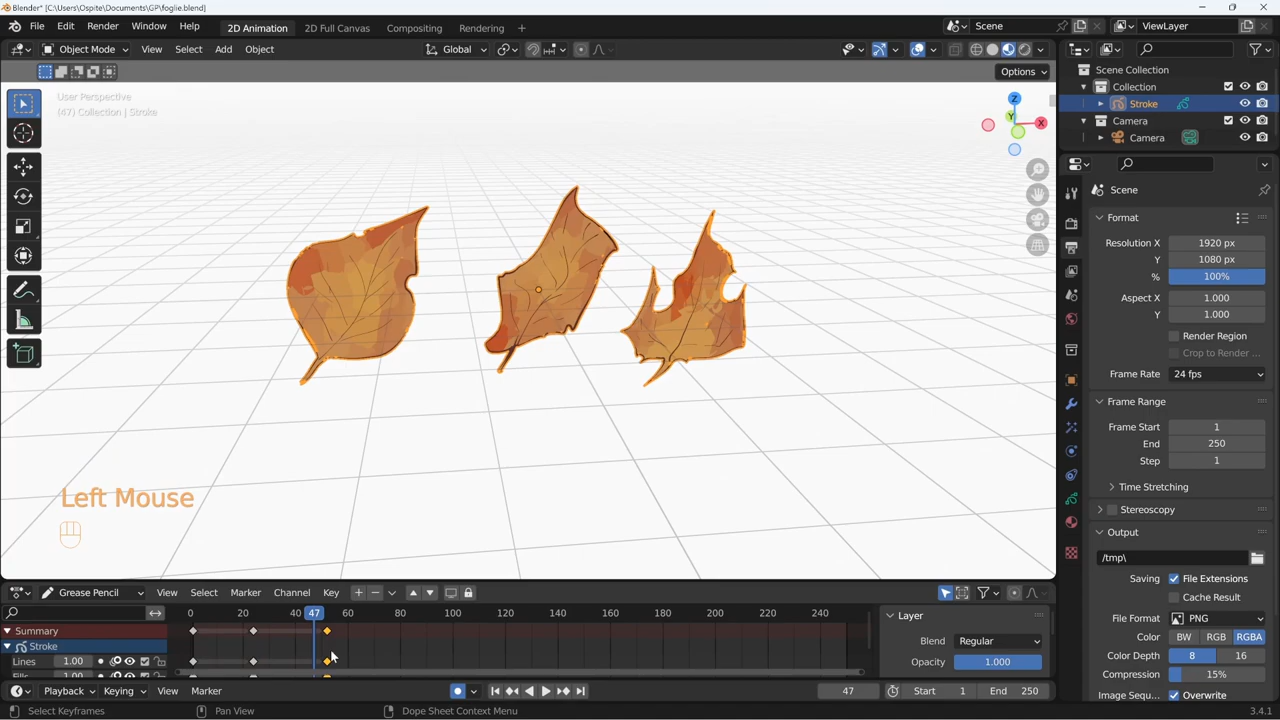 Blender* [C:\Users\Ospite\Documents\GP\foglie.blend]
File Edit Render Window Help
2D Animation 2D Full Canvas Compositing Rendering +
Scene
ViewLayer
Object Mode View Select Add Object
Global
Options
User Perspective
(47) Collection | Stroke
Z
Y
X
Scene Collection
Collection
Stroke
Camera
Camera
Scene
Format
Resolution X 1920 px
Y 1080 px
% 100%
Aspect X 1.000
Y 1.000
Render Region
Crop to Render ...
Frame Rate 24 fps
Frame Range
Frame Start 1
End 250
Step 1
Time Stretching
Stereoscopy
Output
/tmp\
Saving File Extensions
Cache Result
File Format PNG
Color BW RGB RGBA
Color Depth 8 16
Compression 15%
Image Sequ... Overwrite
Left Mouse
Grease Pencil View Select Marker Channel Key
0 20 40 47 60 80 100 120 140 160 180 200 220 240
Summary
Stroke
Lines 1.00
Layer
Blend Regular
Opacity 1.000
Playback Keying View Marker
47 Start 1 End 250
Select Keyframes Pan View Dope Sheet Context Menu 3.4.1